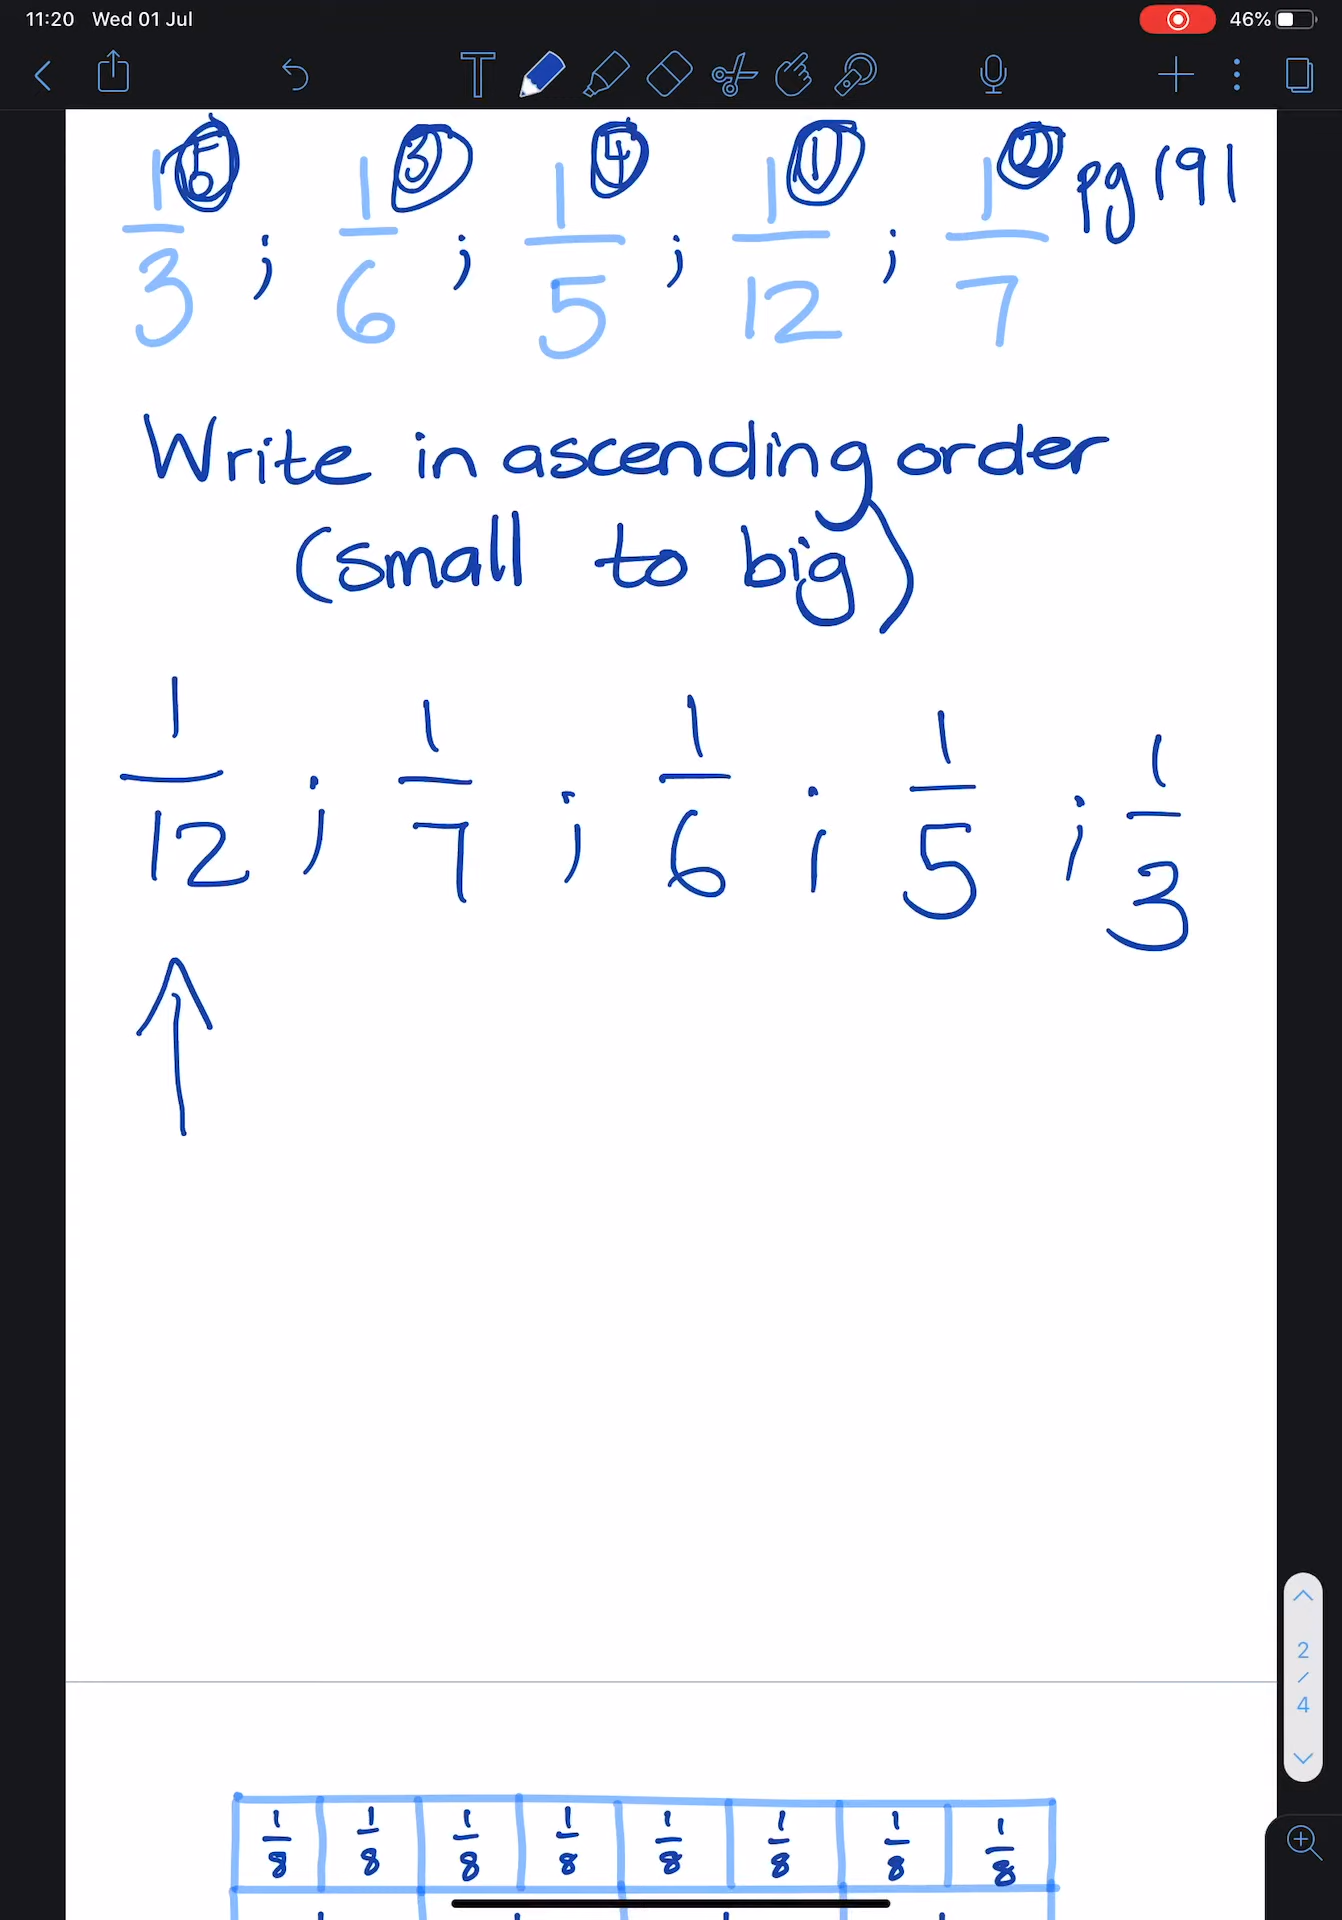 11:20 Wed 01 Jul 46%
T
1/3 ⑤ ; 1/6 ③ ; 1/5 ④ ; 1/12 ① ; 1/7 ② pg 191
Write in ascending order
(small to big)
1/12 ; 1/7 ; 1/6 ; 1/5 ; 1/3
2
/
4
1/8 1/8 1/8 1/8 1/8 1/8 1/8 1/8